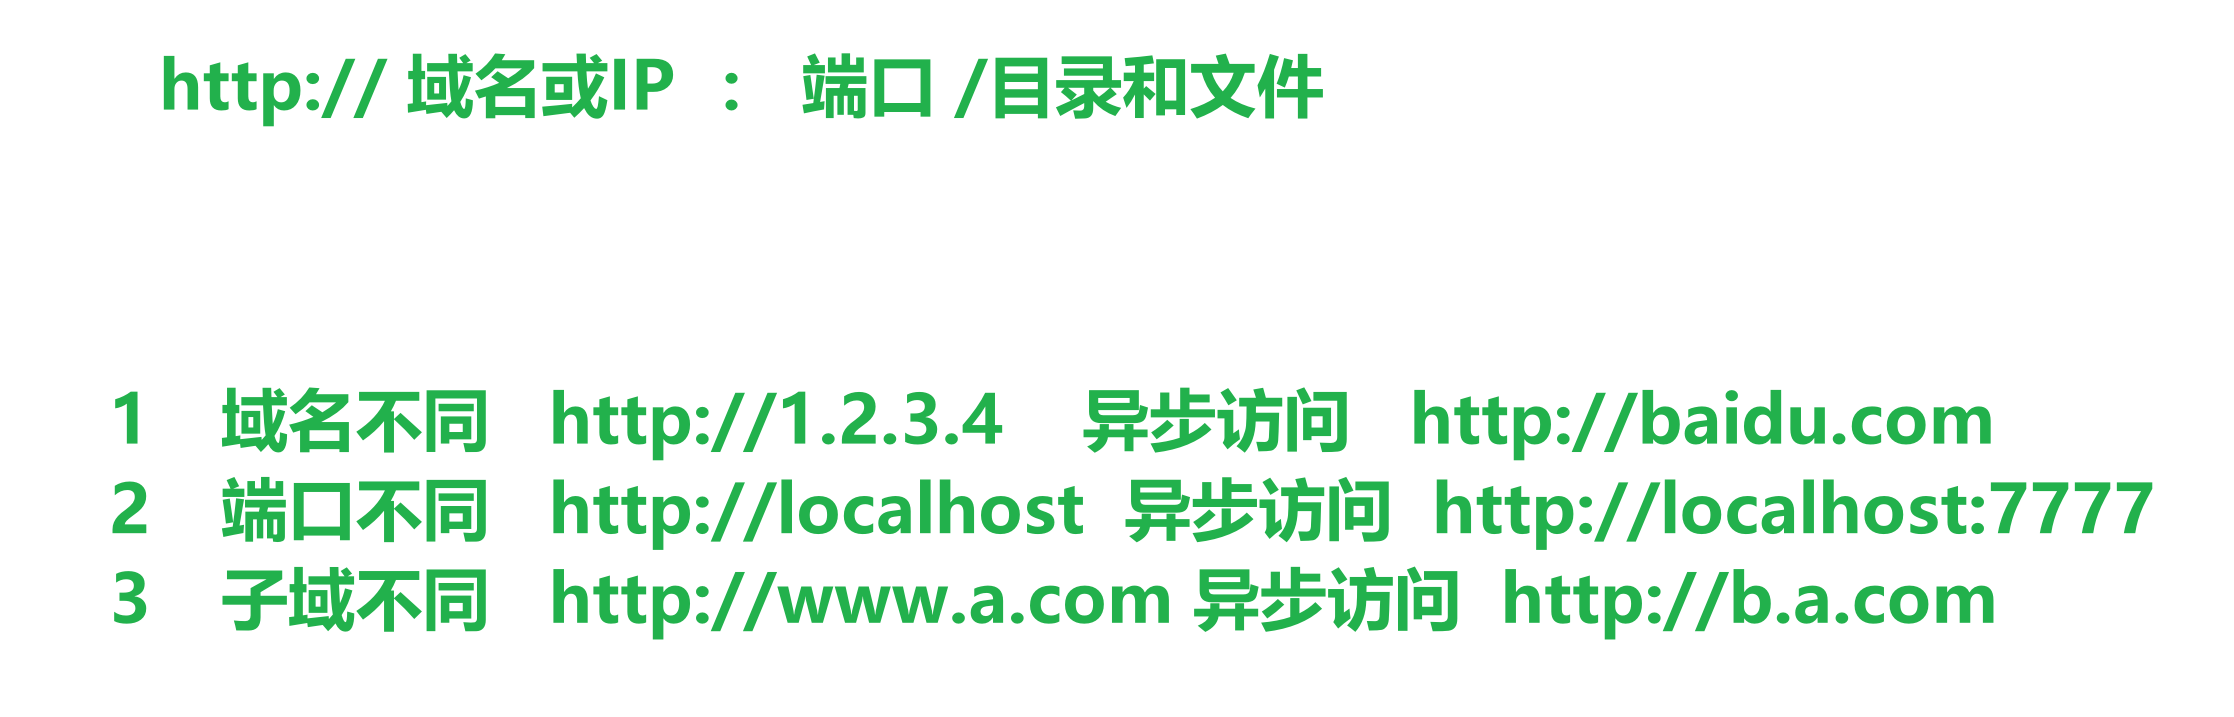 http:// 域名或IP : 端口 /目录和文件
1 域名不同 http://1.2.3.4 异步访问 http://baidu.com
2 端口不同 http://localhost 异步访问 http://localhost:7777
3 子域不同 http://www.a.com 异步访问 http://b.a.com